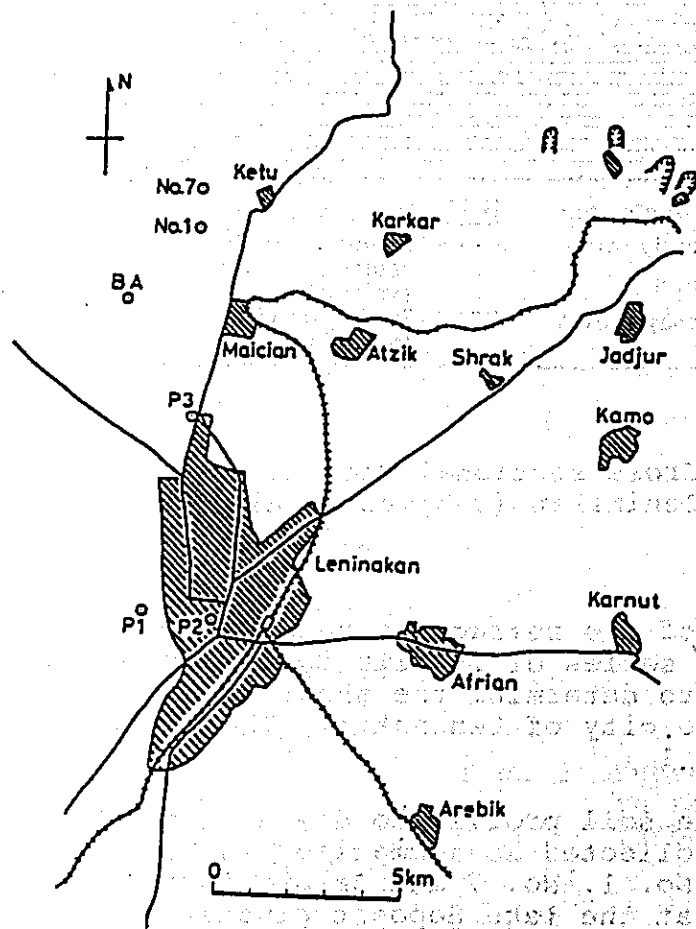 N
Ketu
No.7
No.1
Karkar
BA
Maician
Atzik
Shrak
Jadjur
P3
Kamo
Leninakan
P1
P2
Karnut
Afrian
Arebik
0
5km